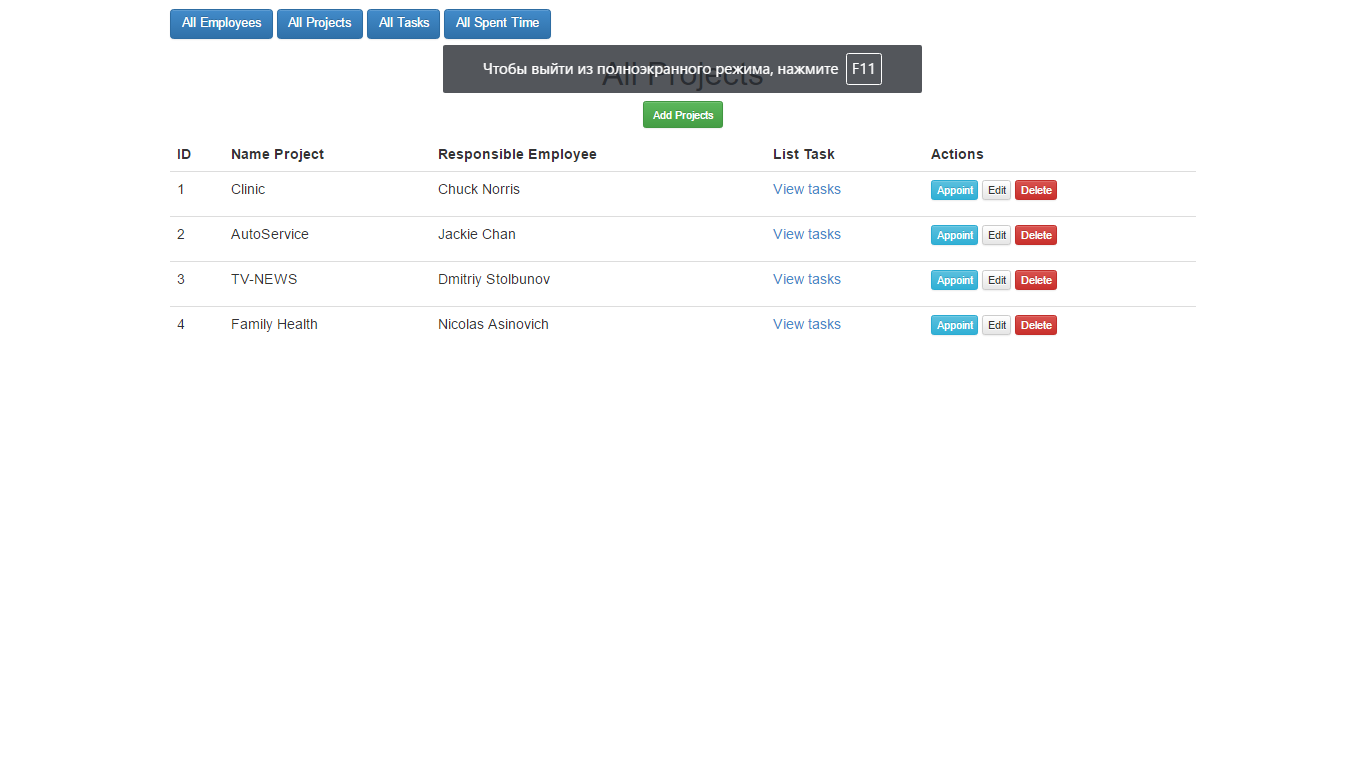 All Employees All Projects All Tasks All Spent Time
Чтобы выйти из полноэкранного режима, нажмите F11
All Projects
Add Projects
ID Name Project Responsible Employee List Task Actions
1 Clinic Chuck Norris View tasks Appoint Edit Delete
2 AutoService Jackie Chan View tasks Appoint Edit Delete
3 TV-NEWS Dmitriy Stolbunov View tasks Appoint Edit Delete
4 Family Health Nicolas Asinovich View tasks Appoint Edit Delete